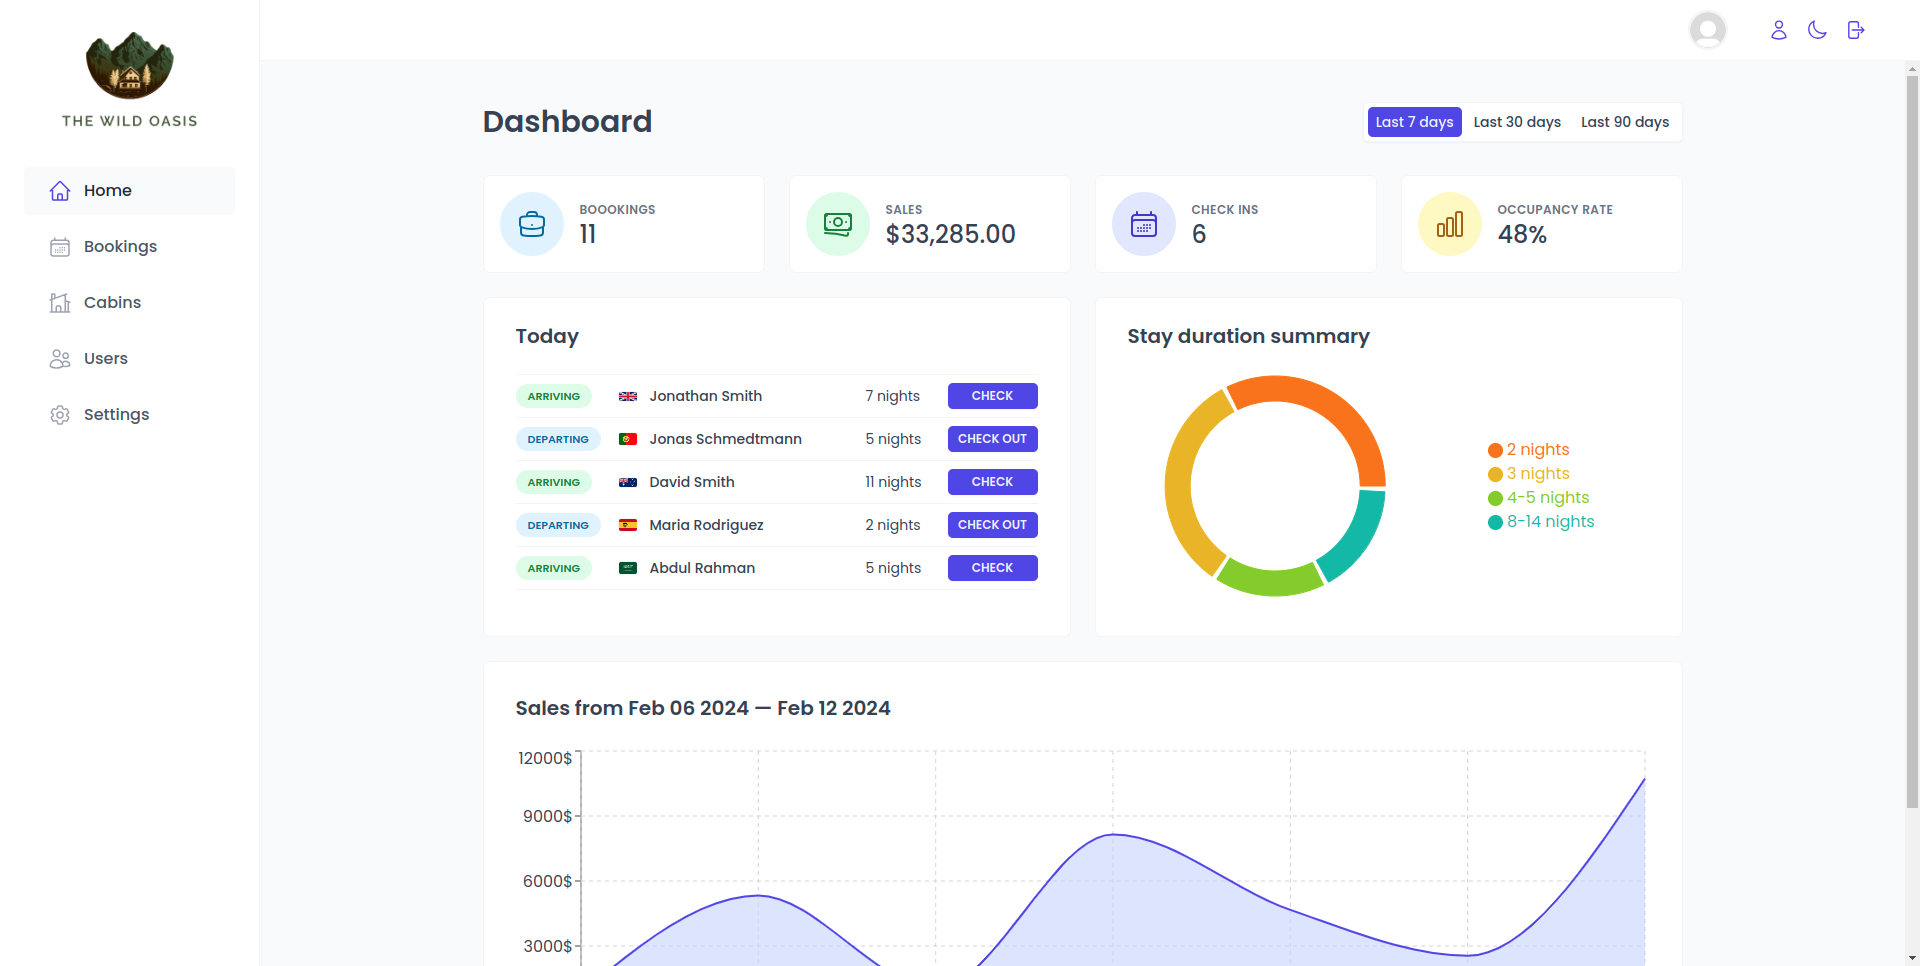 THE WILD OASIS
Home
Bookings
Cabins
Users
Settings
Dashboard
Last 7 days Last 30 days Last 90 days
BOOOKINGS
11
SALES
$33,285.00
CHECK INS
6
OCCUPANCY RATE
48%
Today
ARRIVING Jonathan Smith 7 nights CHECK
DEPARTING Jonas Schmedtmann 5 nights CHECK OUT
ARRIVING David Smith 11 nights CHECK
DEPARTING Maria Rodriguez 2 nights CHECK OUT
ARRIVING Abdul Rahman 5 nights CHECK
Stay duration summary
2 nights
3 nights
4-5 nights
8-14 nights
Sales from Feb 06 2024 — Feb 12 2024
12000$
9000$
6000$
3000$